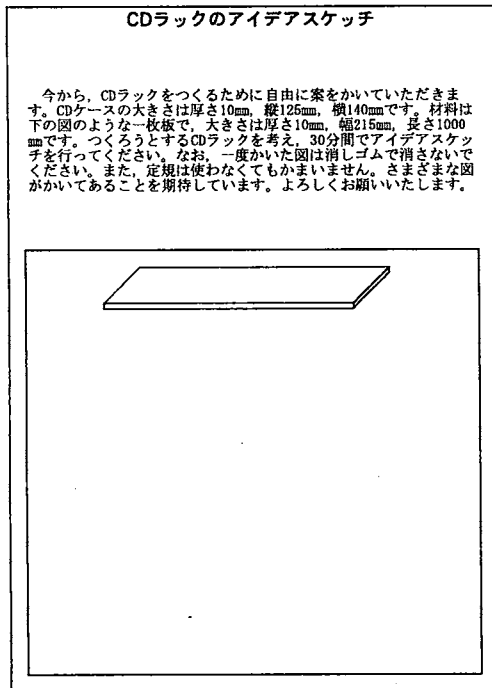 CDラックのアイデアスケッチ
今から，CDラックをつくるために自由に案をかいていただきま
す。CDケースの大きさは厚さ10mm，縦125mm，横140mmです。材料は
下の図のような一枚板で，大きさは厚さ10mm，幅215mm，長さ1000
mmです。つくろうとするCDラックを考え，30分間でアイデアスケッ
チを行ってください。なお，一度かいた図は消しゴムで消さないで
ください。また，定規は使わなくてもかまいません。さまざまな図
がかいてあることを期待しています。よろしくお願いいたします。